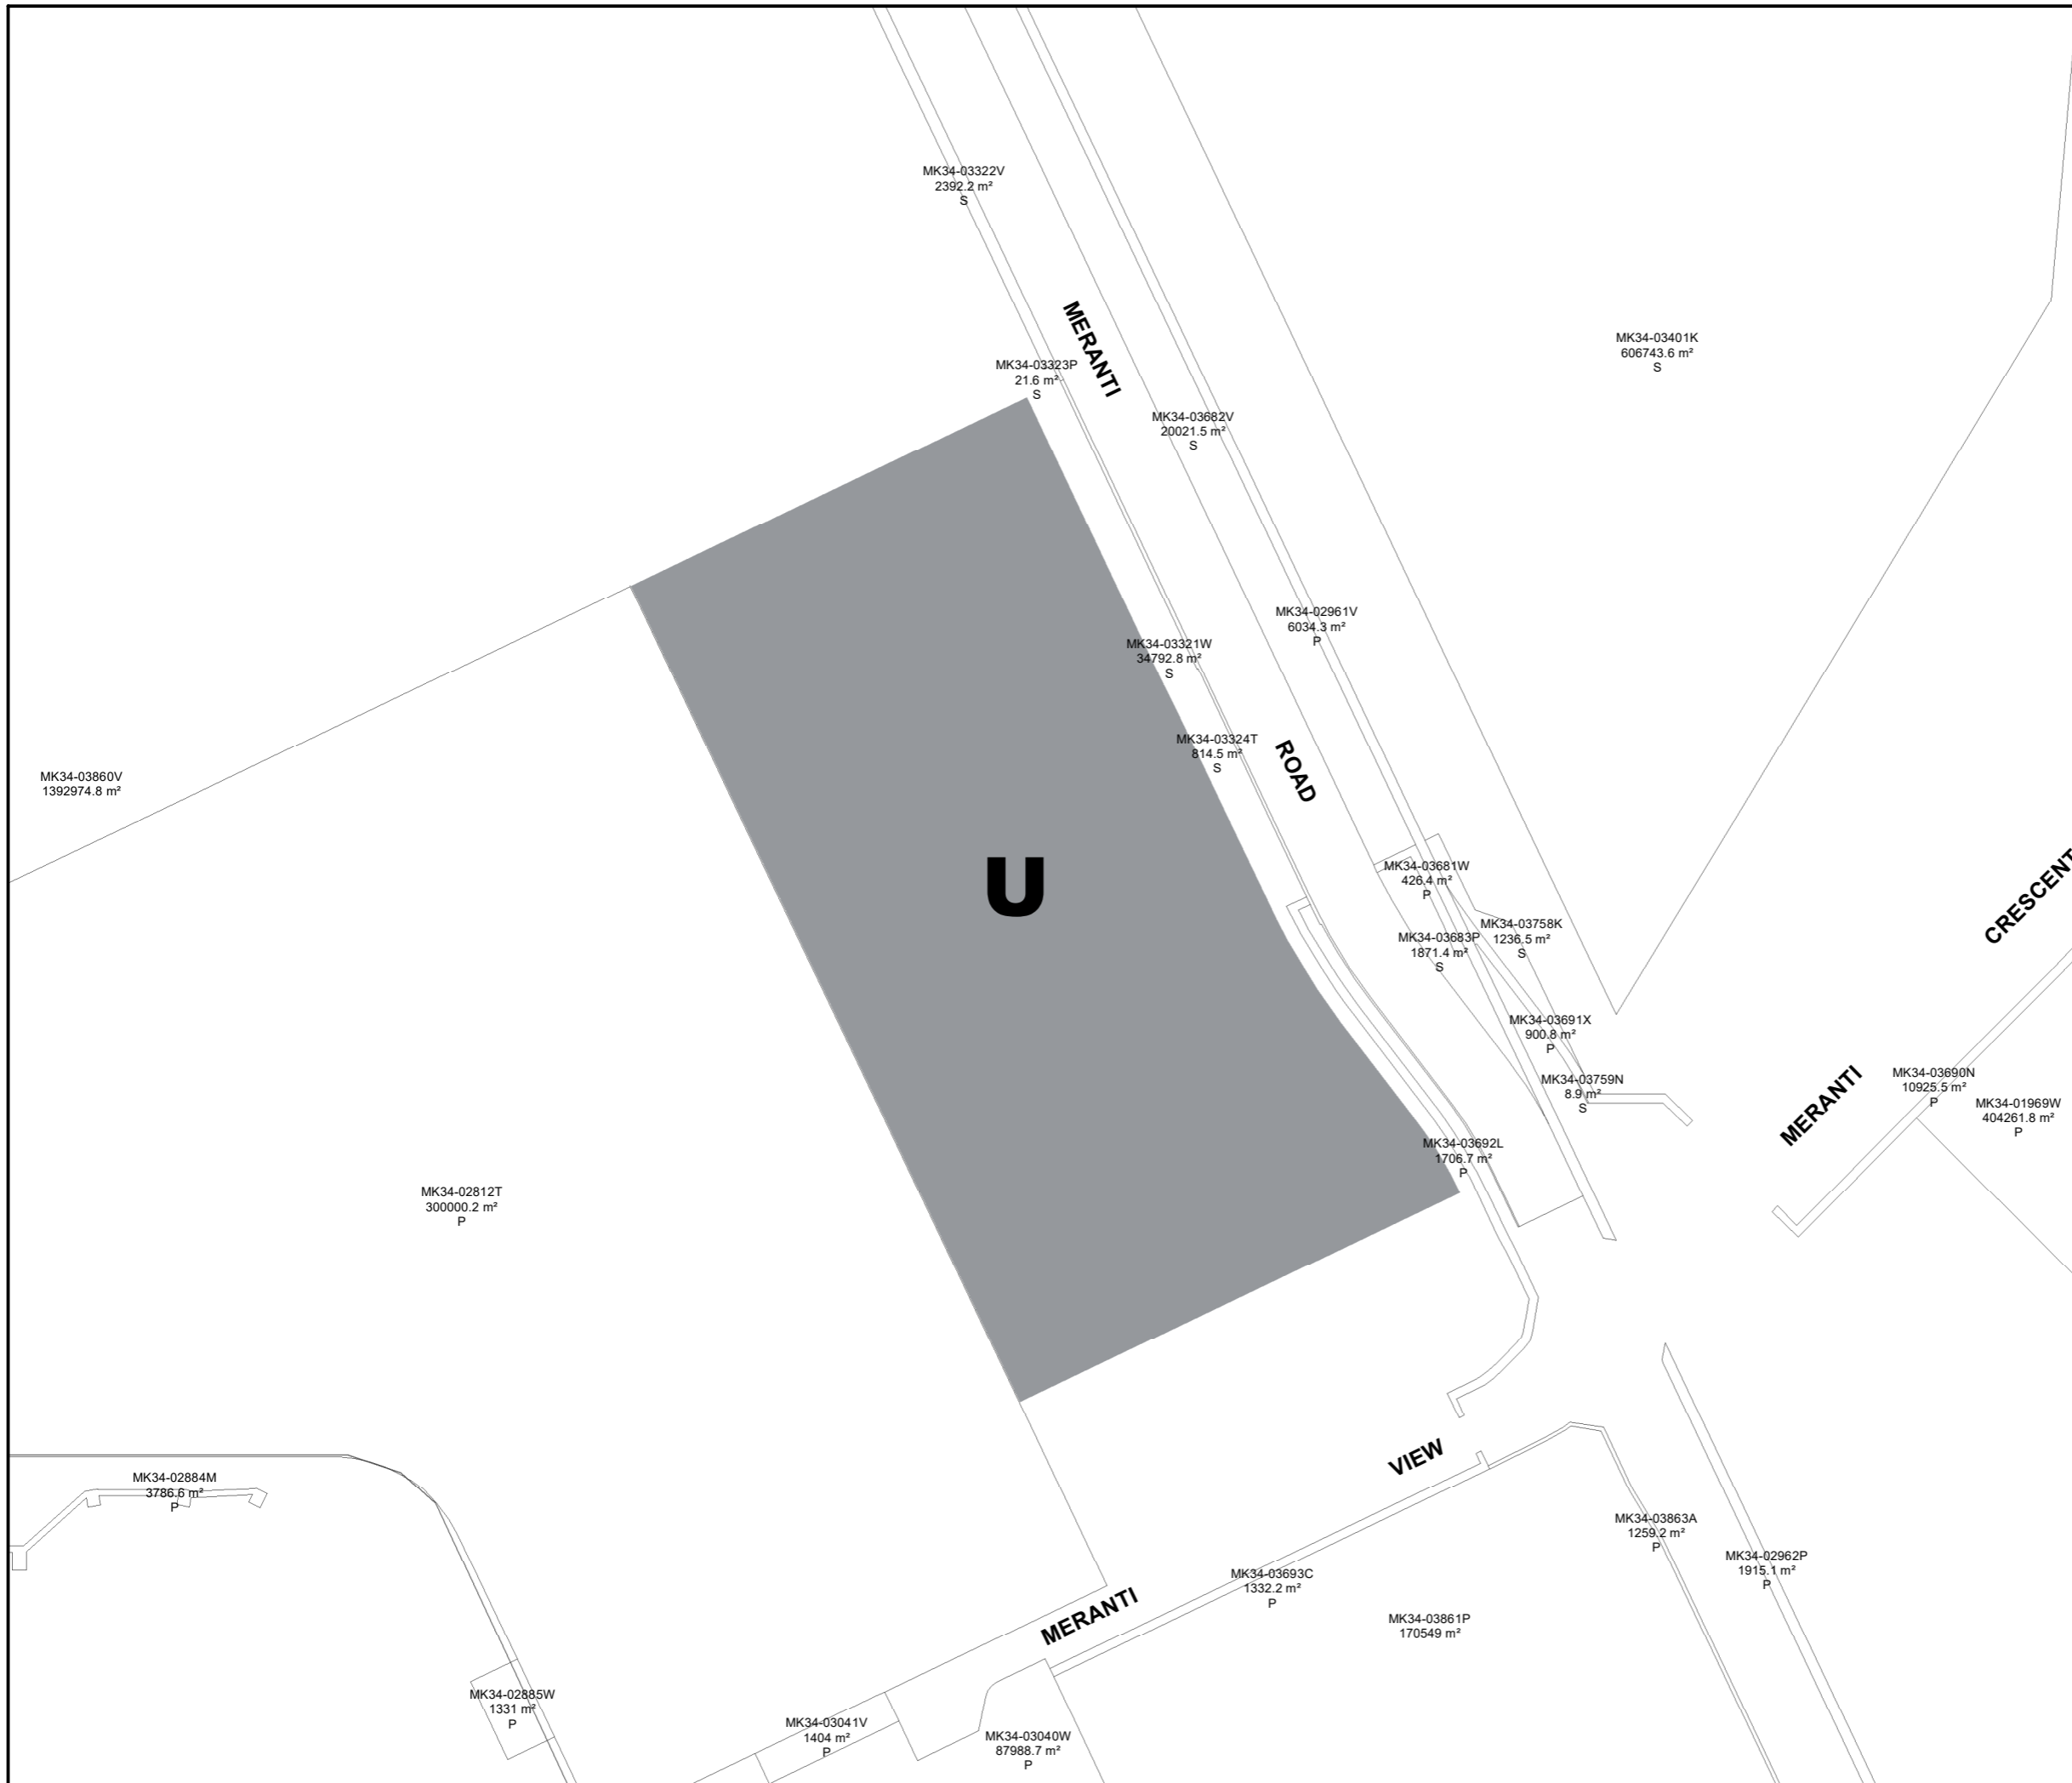 MK34-03322V
2392.2 m²
S
MERANTI
MK34-03323P
21.6 m²
S
MK34-03401K
606743.6 m²
S
MK34-03682V
20021.5 m²
S
MK34-02961V
6034.3 m²
P
MK34-03321W
34792.8 m²
S
MK34-03324T
814.5 m²
S
ROAD
MK34-03860V
1392974.8 m²
U
MK34-03681W
426.4 m²
P
MK34-03758K
1236.5 m²
S
MK34-03683P
1871.4 m²
S
CRESCENT
MK34-03691X
900.8 m²
P
MK34-03759N
8.9 m²
S
MERANTI
MK34-03690N
10925.5 m²
P
MK34-01969W
404261.8 m²
P
MK34-03692L
1706.7 m²
P
MK34-02812T
300000.2 m²
P
VIEW
MK34-02884M
3786.6 m²
P
MK34-03863A
1259.2 m²
P
MK34-02962P
1915.1 m²
P
MK34-03693C
1332.2 m²
P
MERANTI
MK34-03861P
170549 m²
MK34-02885W
1331 m²
P
MK34-03041V
1404 m²
P
MK34-03040W
87988.7 m²
P